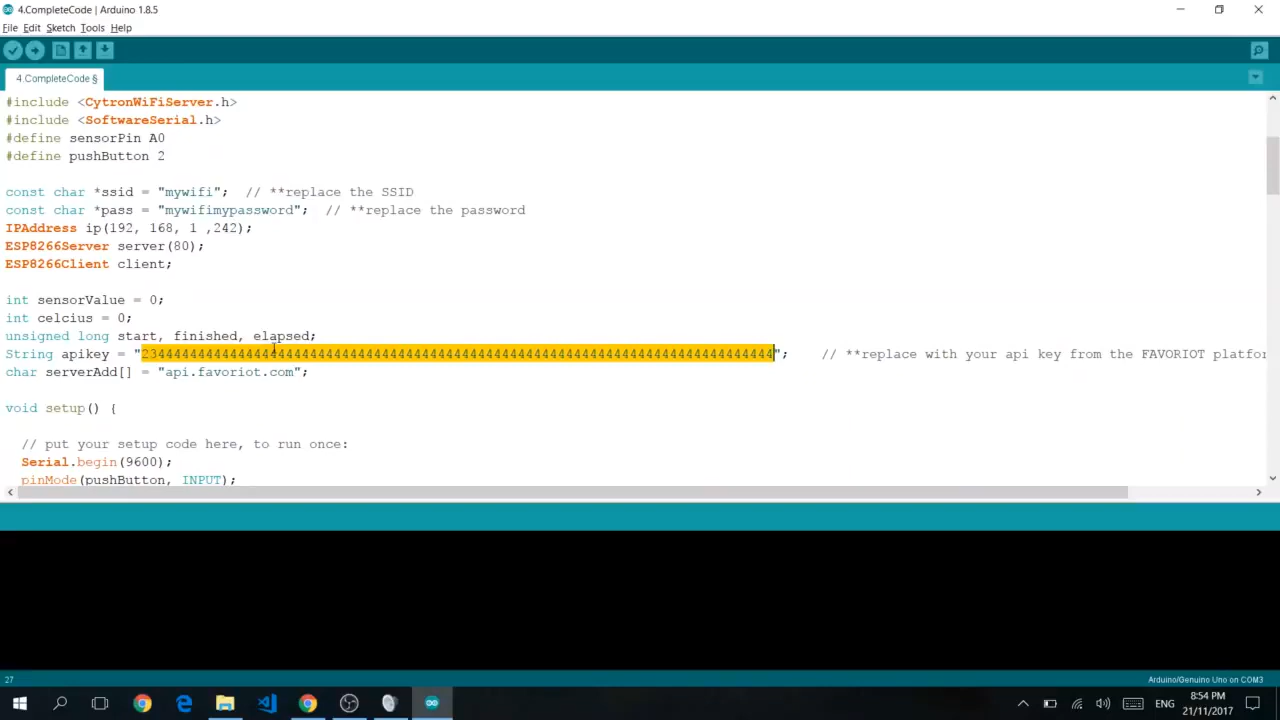 4.CompleteCode | Arduino 1.8.5
File Edit Sketch Tools Help
4.CompleteCode §
#include <CytronWiFiServer.h>
#include <SoftwareSerial.h>
#define sensorPin A0
#define pushButton 2
const char *ssid = "mywifi"; // **replace the SSID
const char *pass = "mywifimypassword"; // **replace the password
IPAddress ip(192, 168, 1 ,242);
ESP8266Server server(80);
ESP8266Client client;
int sensorValue = 0;
int celcius = 0;
unsigned long start, finished, elapsed;
String apikey = "2344444444444444444444444444444444444444444444444444444444444444444444444444444"; // **replace with your api key from the FAVORIOT platfo
char serverAdd[] = "api.favoriot.com";
void setup() {
// put your setup code here, to run once:
Serial.begin(9600);
pinMode(pushButton, INPUT);
27
Arduino/Genuino Uno on COM3
ENG
8:54 PM
21/11/2017